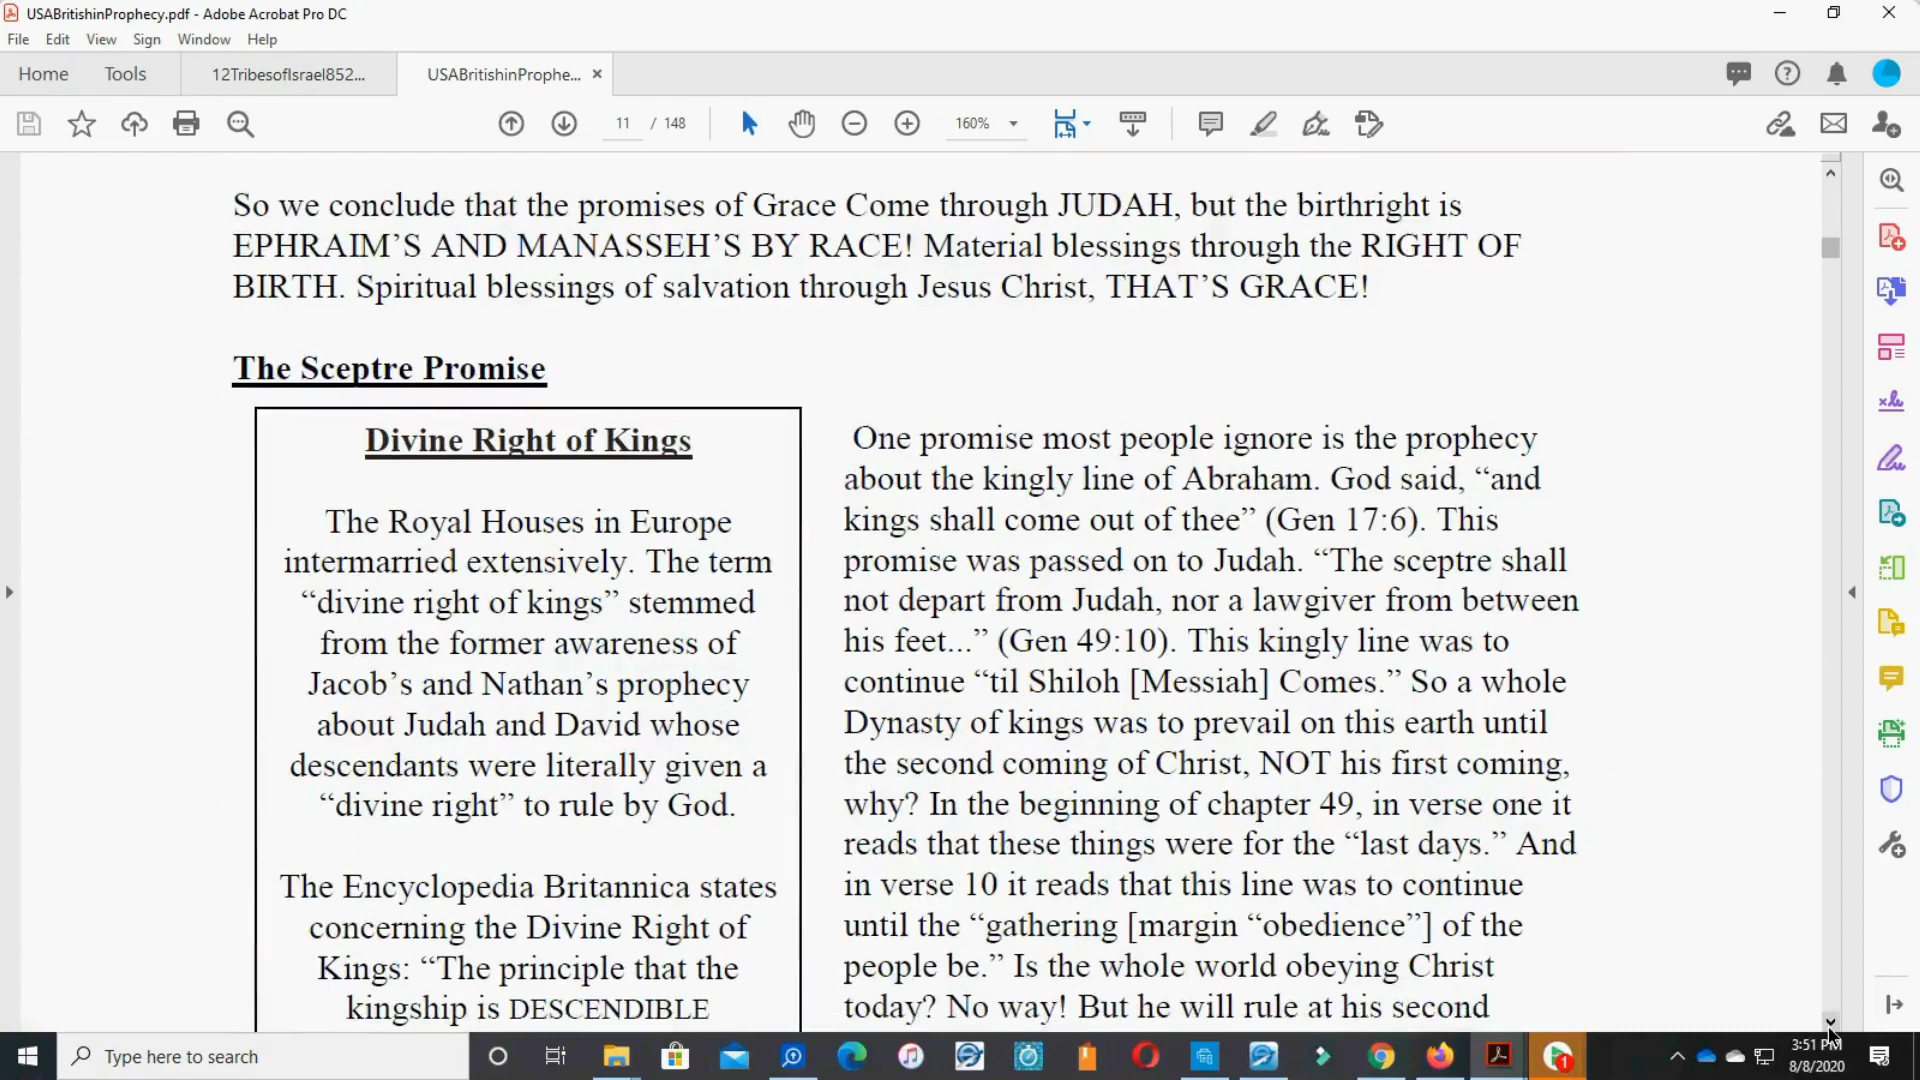 USABritishinProphecy.pdf - Adobe Acrobat Pro DC
File Edit View Sign Window Help
Home Tools 12TribesofIsrael852... USABritishinProphe...
11 / 148 160%
So we conclude that the promises of Grace Come through JUDAH, but the birthright is
EPHRAIM’S AND MANASSEH’S BY RACE! Material blessings through the RIGHT OF
BIRTH. Spiritual blessings of salvation through Jesus Christ, THAT’S GRACE!
The Sceptre Promise
Divine Right of Kings
The Royal Houses in Europe
intermarried extensively. The term
“divine right of kings” stemmed
from the former awareness of
Jacob’s and Nathan’s prophecy
about Judah and David whose
descendants were literally given a
“divine right” to rule by God.
The Encyclopedia Britannica states
concerning the Divine Right of
Kings: “The principle that the
kingship is DESCENDIBLE
One promise most people ignore is the prophecy
about the kingly line of Abraham. God said, “and
kings shall come out of thee” (Gen 17:6). This
promise was passed on to Judah. “The sceptre shall
not depart from Judah, nor a lawgiver from between
his feet...” (Gen 49:10). This kingly line was to
continue “til Shiloh [Messiah] Comes.” So a whole
Dynasty of kings was to prevail on this earth until
the second coming of Christ, NOT his first coming,
why? In the beginning of chapter 49, in verse one it
reads that these things were for the “last days.” And
in verse 10 it reads that this line was to continue
until the “gathering [margin “obedience”] of the
people be.” Is the whole world obeying Christ
today? No way! But he will rule at his second
Type here to search
1
3:51 PM
8/8/2020